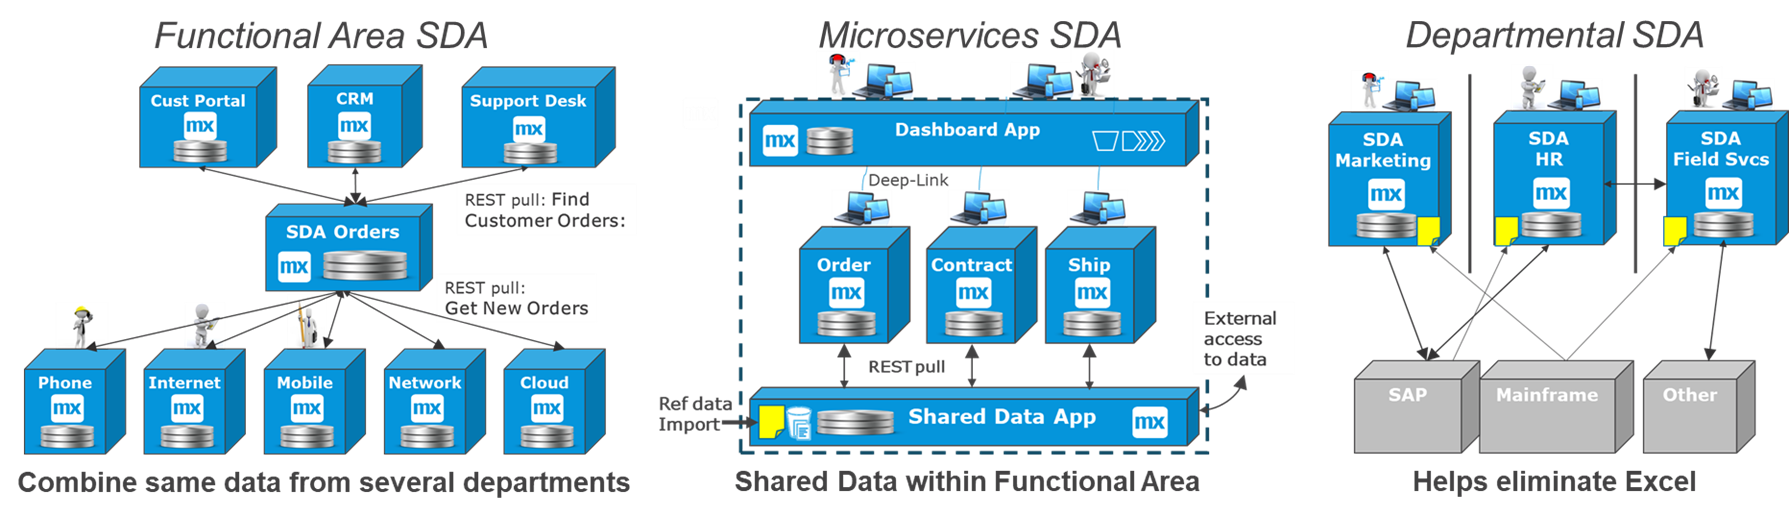 Functional Area SDA
Cust Portal
mx
CRM
mx
Support Desk
mx
REST pull: Find
Customer Orders:
SDA Orders
mx
REST pull:
Get New Orders
Phone
mx
Internet
mx
Mobile
mx
Network
mx
Cloud
mx
Combine same data from several departments
Microservices SDA
Dashboard App
mx
Deep-Link
Order
mx
Contract
mx
Ship
mx
REST pull
External
access
to data
Ref data
Import
Shared Data App
mx
Shared Data within Functional Area
Departmental SDA
SDA
Marketing
mx
SDA
HR
mx
SDA
Field Svcs
mx
SAP
Mainframe
Other
Helps eliminate Excel